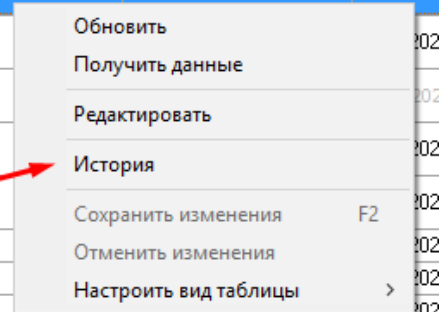 Обновить
Получить данные
Редактировать
История
Сохранить изменения F2
Отменить изменения
Настроить вид таблицы